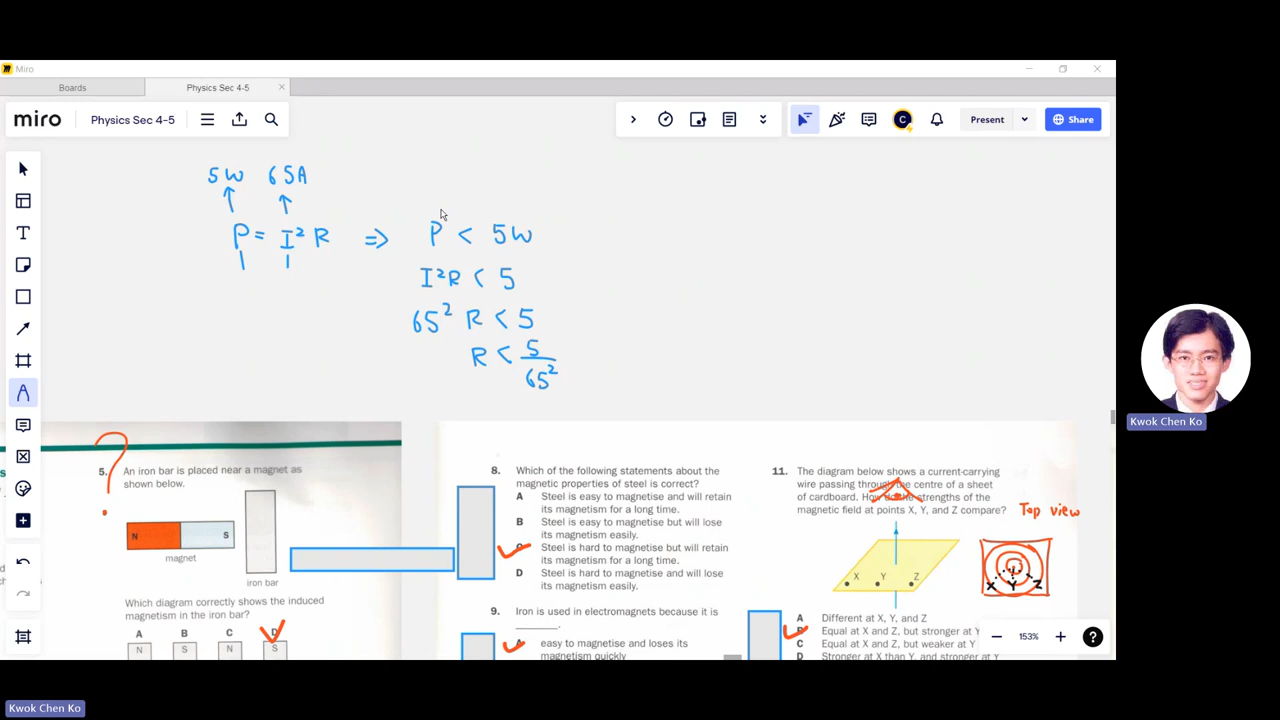 Miro
Boards
Physics Sec 4-5
miro
Physics Sec 4-5
C
Present
Share
5W 65A
P = I²R ⇒ P < 5W
I²R < 5
65² R < 5
R < 5/65²
5. An iron bar is placed near a magnet as
shown below.
N S
magnet
iron bar
Which diagram correctly shows the induced
magnetism in the iron bar?
A B C D
N S N S
8. Which of the following statements about the
magnetic properties of steel is correct?
A Steel is easy to magnetise and will retain
its magnetism for a long time.
B Steel is easy to magnetise but will lose
its magnetism easily.
C Steel is hard to magnetise but will retain
its magnetism for a long time.
D Steel is hard to magnetise and will lose
its magnetism easily.
9. Iron is used in electromagnets because it is
_______.
A easy to magnetise and loses its
magnetism quickly
11. The diagram below shows a current-carrying
wire passing through the centre of a sheet
of cardboard. How do the strengths of the
magnetic field at points X, Y, and Z compare?
Top view
X Y Z
X Y Z
A Different at X, Y, and Z
B Equal at X and Z, but stronger at Y
C Equal at X and Z, but weaker at Y
D Stronger at X than Y, and stronger at Y
153%
?
Kwok Chen Ko
Kwok Chen Ko